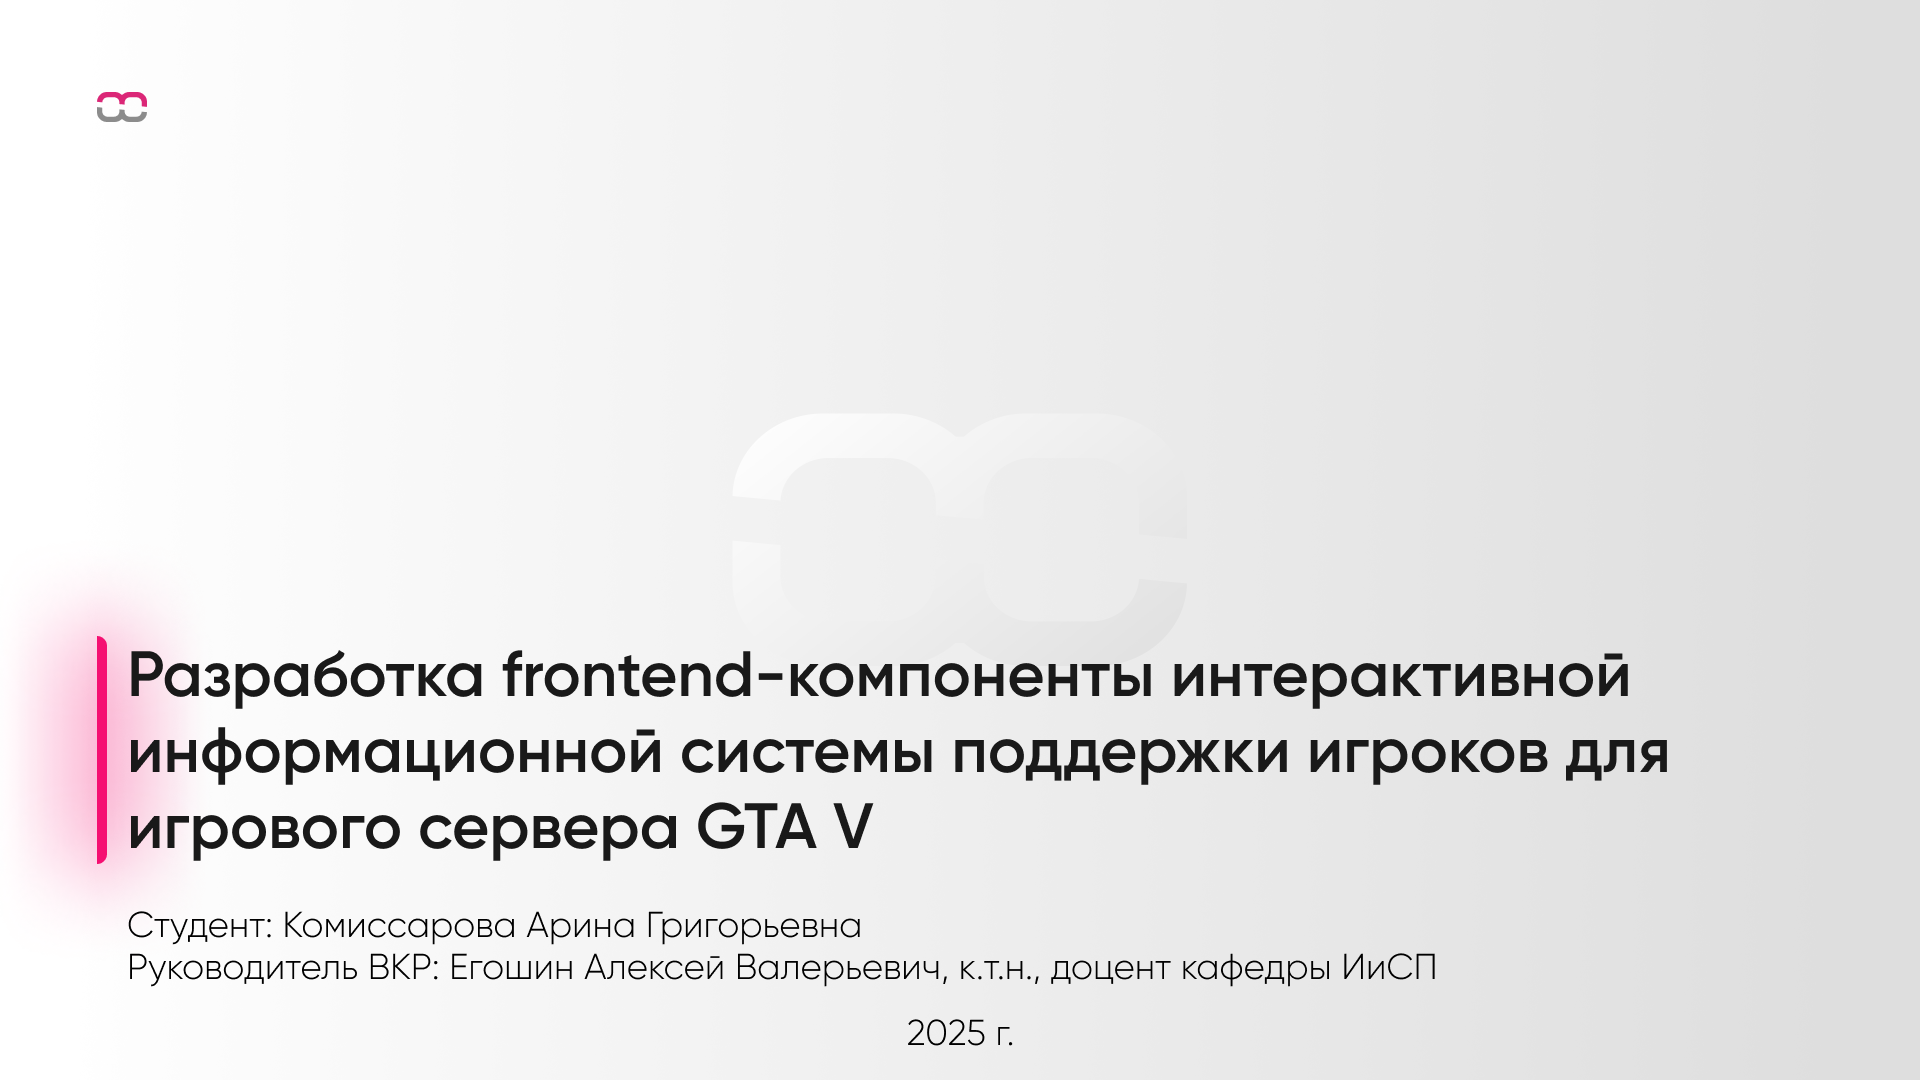 Разработка frontend-компоненты интерактивной
информационной системы поддержки игроков для
игрового сервера GTA V
Студент: Комиссарова Арина Григорьевна
Руководитель ВКР: Егошин Алексей Валерьевич, к.т.н., доцент кафедры ИиСП
2025 г.